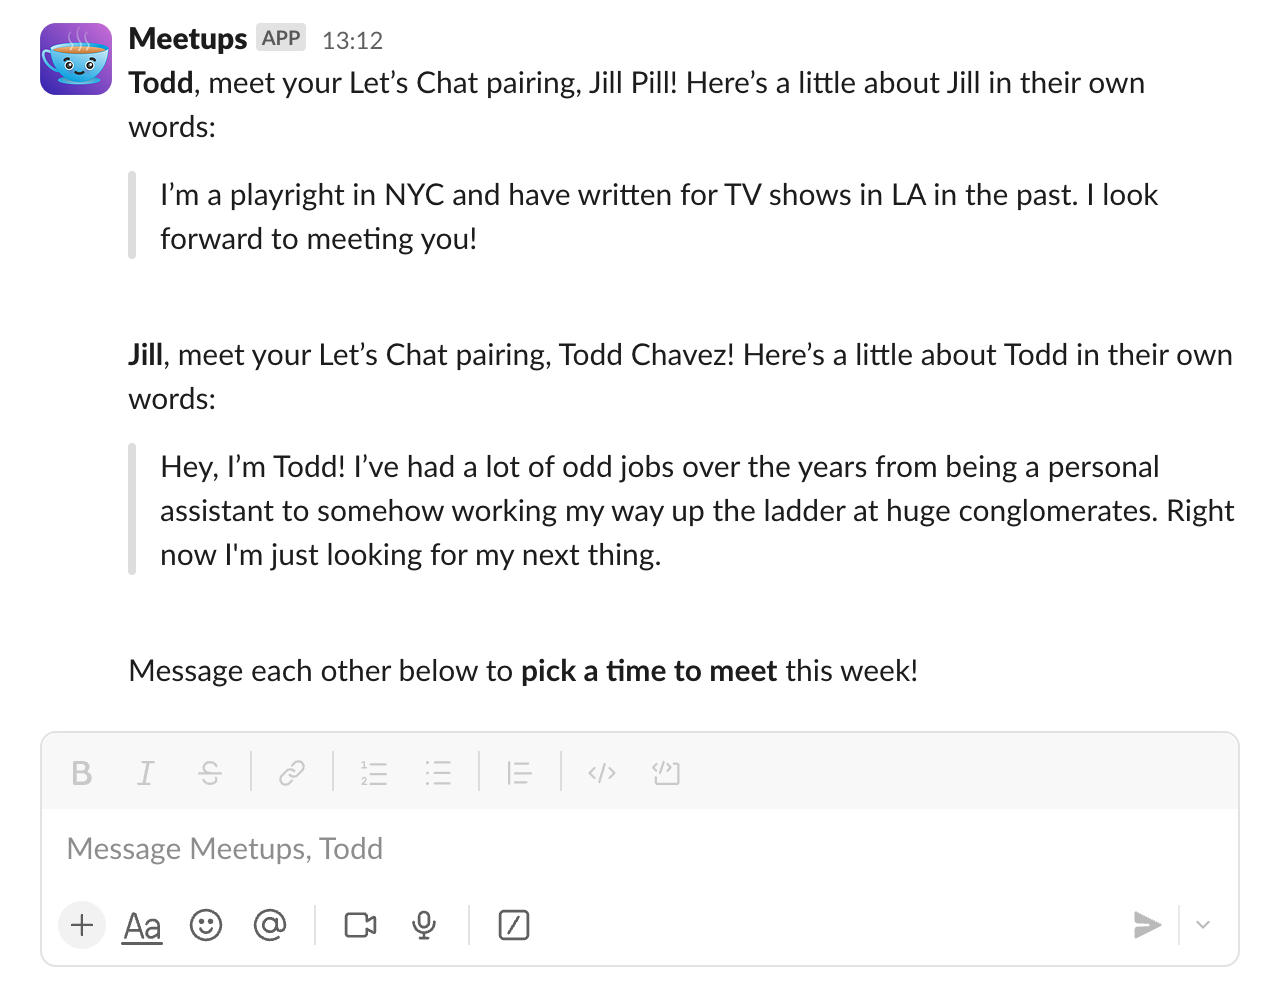 Meetups APP 13:12
Todd, meet your Let’s Chat pairing, Jill Pill! Here’s a little about Jill in their own
words:
I’m a playright in NYC and have written for TV shows in LA in the past. I look
forward to meeting you!
Jill, meet your Let’s Chat pairing, Todd Chavez! Here’s a little about Todd in their own
words:
Hey, I’m Todd! I’ve had a lot of odd jobs over the years from being a personal
assistant to somehow working my way up the ladder at huge conglomerates. Right
now I'm just looking for my next thing.
Message each other below to pick a time to meet this week!
B I S
Message Meetups, Todd
Aa